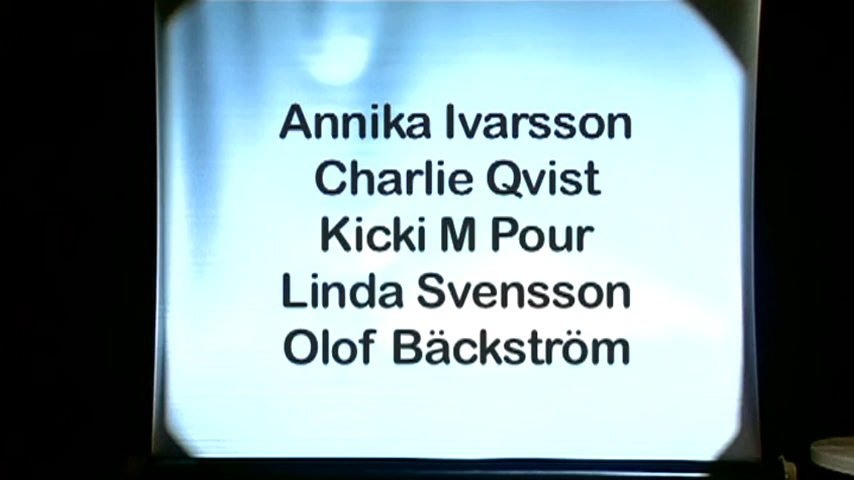 Annika Ivarsson
Charlie Qvist
Kicki M Pour
Linda Svensson
Olof Bäckström